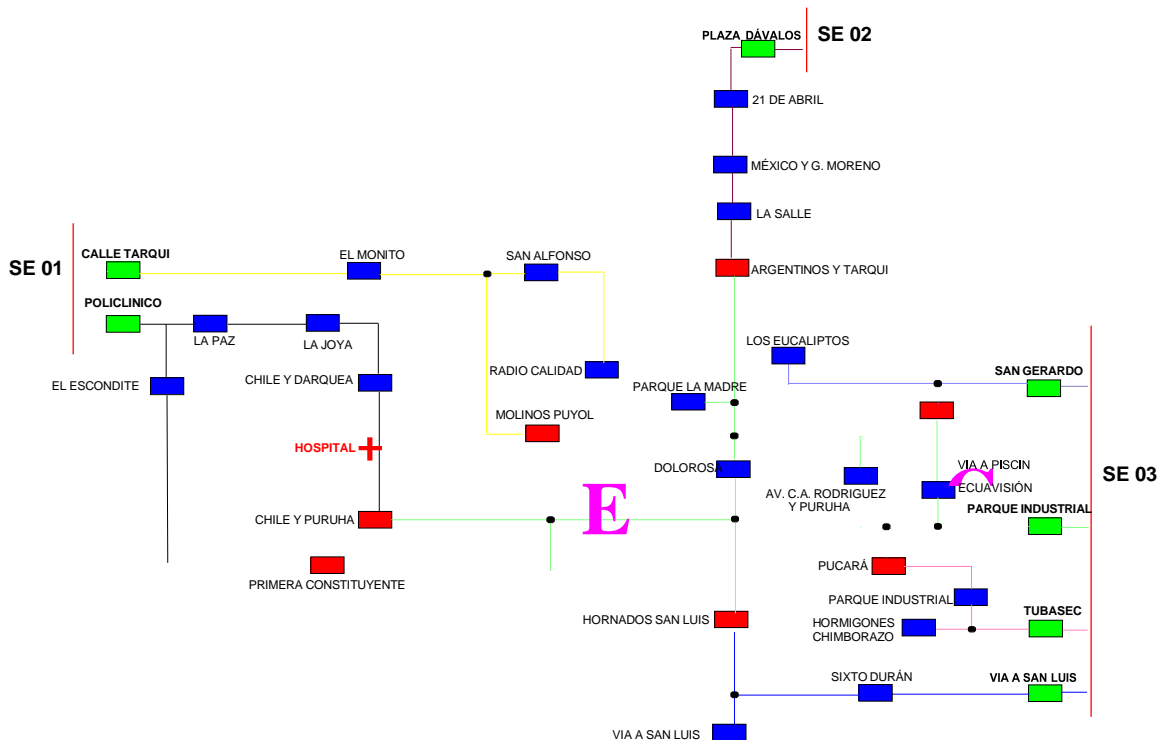 PLAZA DÁVALOS
SE 02
21 DE ABRIL
MÉXICO Y G. MORENO
LA SALLE
ARGENTINOS Y TARQUI
SE 01
CALLE TARQUI
EL MONITO
SAN ALFONSO
POLICLINICO
LA PAZ
LA JOYA
LOS EUCALIPTOS
EL ESCONDITE
CHILE Y DARQUEA
RADIO CALIDAD
PARQUE LA MADRE
SAN GERARDO
MOLINOS PUYOL
HOSPITAL
DOLOROSA
VIA A PISCIN
SE 03
ECUAVISIÓN
AV. C.A. RODRIGUEZ
Y PURUHA
E
PARQUE INDUSTRIAL
CHILE Y PURUHA
PRIMERA CONSTITUYENTE
PUCARÁ
PARQUE INDUSTRIAL
HORNADOS SAN LUIS
HORMIGONES
CHIMBORAZO
TUBASEC
SIXTO DURÁN
VIA A SAN LUIS
VIA A SAN LUIS